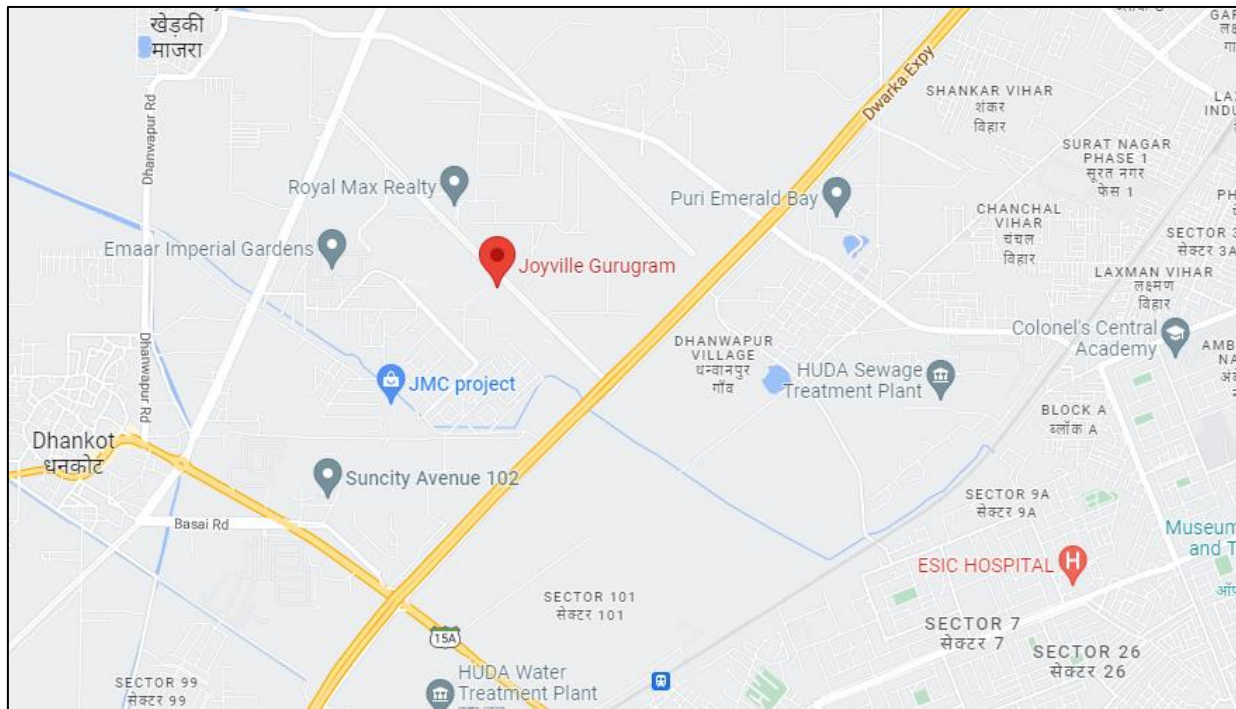 खेड़की
माजरा
Dhanwapur Rd
Dwarka Expy
SHANKAR VIHAR
शंकर
विहार
SURAT NAGAR
PHASE 1
सूरत नगर
फेस 1
Royal Max Realty
Puri Emerald Bay
CHANCHAL
VIHAR
चंचल
विहार
Emaar Imperial Gardens
Joyville Gurugram
LAXMAN VIHAR
लक्ष्मण
विहार
Dhanwapur Rd
DHANWAPUR
VILLAGE
धन्वानपुर
गाँव
Colonel's Central
Academy
HUDA Sewage
Treatment Plant
JMC project
BLOCK A
ब्लॉक A
Dhankot
धनकोट
Suncity Avenue 102
SECTOR 9A
सेक्टर 9A
Basai Rd
Museum
ESIC HOSPITAL
H
SECTOR 101
सेक्टर 101
15A
SECTOR 7
सेक्टर 7
SECTOR 26
सेक्टर 26
HUDA Water
Treatment Plant
SECTOR 99
सेक्टर 99